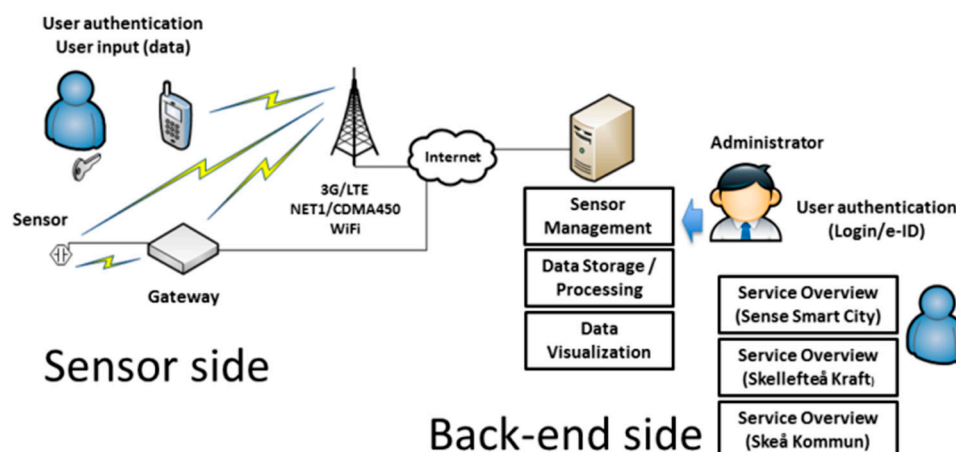 User authentication
User input (data)
Sensor
Gateway
3G/LTE
NET1/CDMA450
WiFi
Internet
Sensor side
Administrator
User authentication
(Login/e-ID)
Sensor
Management
Data Storage /
Processing
Data
Visualization
Service Overview
(Sense Smart City)
Service Overview
(Skellefteå Kraft)
Service Overview
(Skeå Kommun)
Back-end side